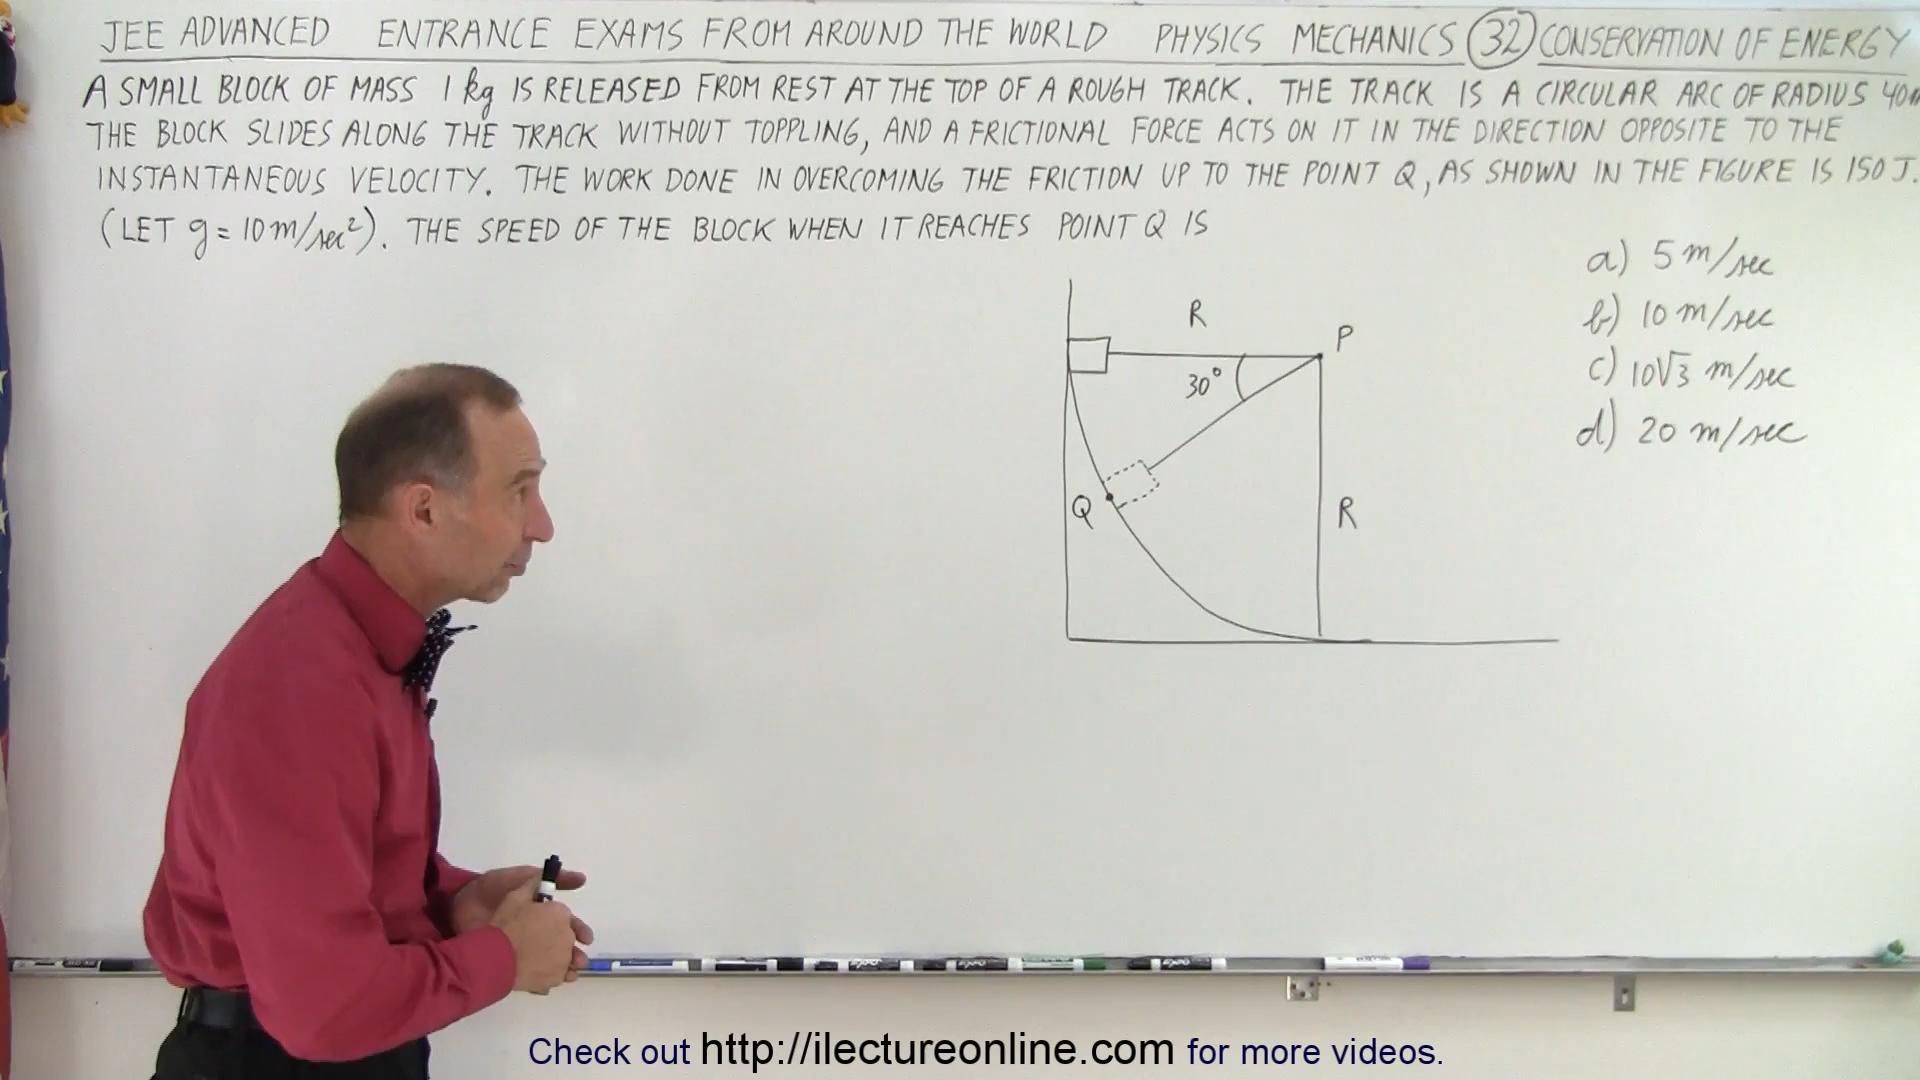 JEE ADVANCED ENTRANCE EXAMS FROM AROUND THE WORLD PHYSICS MECHANICS 32 CONSERVATION OF ENERGY
A SMALL BLOCK OF MASS 1 kg IS RELEASED FROM REST AT THE TOP OF A ROUGH TRACK. THE TRACK IS A CIRCULAR ARC OF RADIUS 40m
THE BLOCK SLIDES ALONG THE TRACK WITHOUT TOPPLING, AND A FRICTIONAL FORCE ACTS ON IT IN THE DIRECTION OPPOSITE TO THE
INSTANTANEOUS VELOCITY. THE WORK DONE IN OVERCOMING THE FRICTION UP TO THE POINT Q, AS SHOWN IN THE FIGURE IS 150 J.
(LET g = 10 m/sec²). THE SPEED OF THE BLOCK WHEN IT REACHES POINT Q IS
a) 5 m/sec
b) 10 m/sec
c) 10√3 m/sec
d) 20 m/sec
R
P
30°
Q
R
Check out http://ilectureonline.com for more videos.